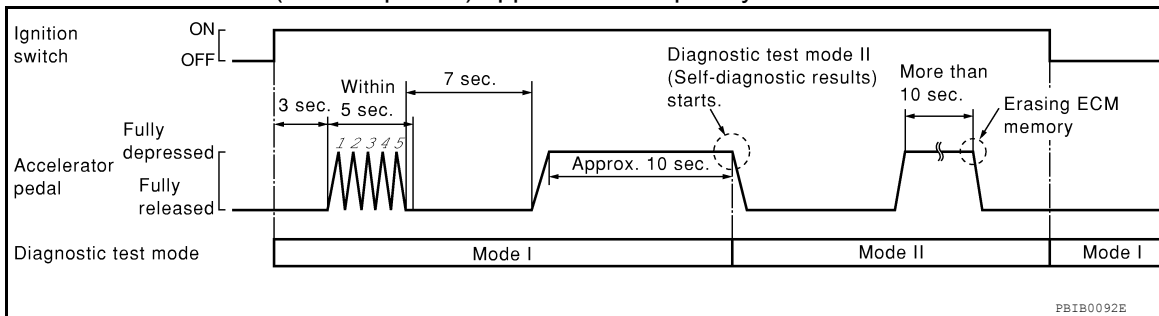 Ignition
switch
ON
OFF
3 sec.
Within
5 sec.
7 sec.
Diagnostic test mode II
(Self-diagnostic results)
starts.
More than
10 sec.
Erasing ECM
memory
Accelerator
pedal
Fully
depressed
Fully
released
1 2 3 4 5
Approx. 10 sec.
Diagnostic test mode
Mode I
Mode II
Mode I
PBIB0092E